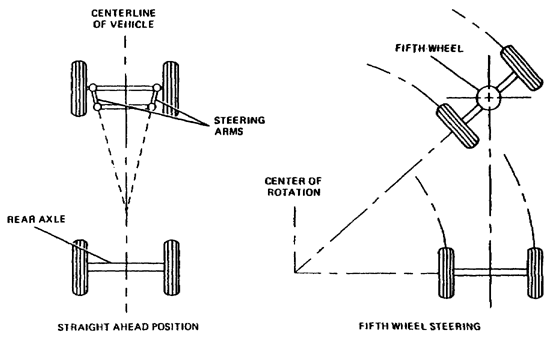 CENTERLINE
OF VEHICLE
STEERING
ARMS
REAR AXLE
STRAIGHT AHEAD POSITION
FIFTH WHEEL
CENTER OF
ROTATION
FIFTH WHEEL STEERING